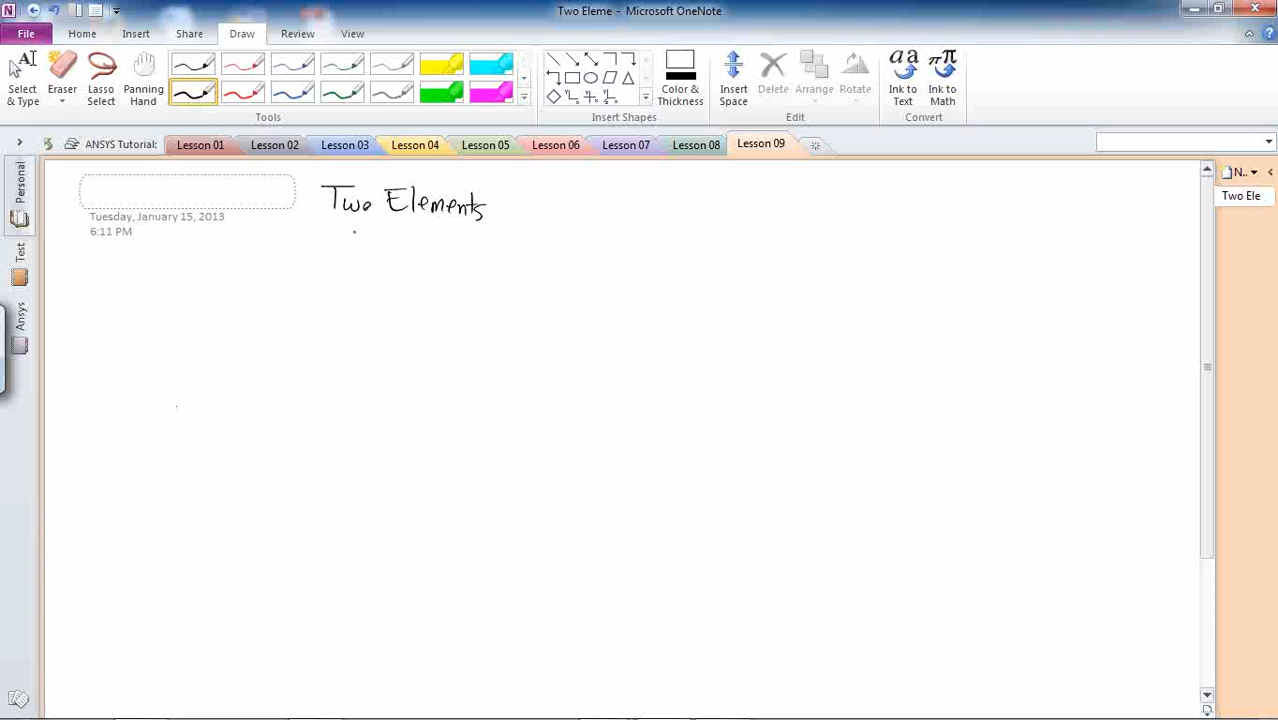 Two Eleme - Microsoft OneNote
File Home Insert Share Draw Review View
Select & Type
Eraser
Lasso Select
Panning Hand
Color & Thickness
Insert Space
Delete
Arrange
Rotate
Ink to Text
Ink to Math
Tools
Insert Shapes
Edit
Convert
ANSYS Tutorial:
Lesson 01 Lesson 02 Lesson 03 Lesson 04 Lesson 05 Lesson 06 Lesson 07 Lesson 08 Lesson 09
N..
Two Ele
Personal
Test
Ansys
Two Elements
Tuesday, January 15, 2013
6:11 PM